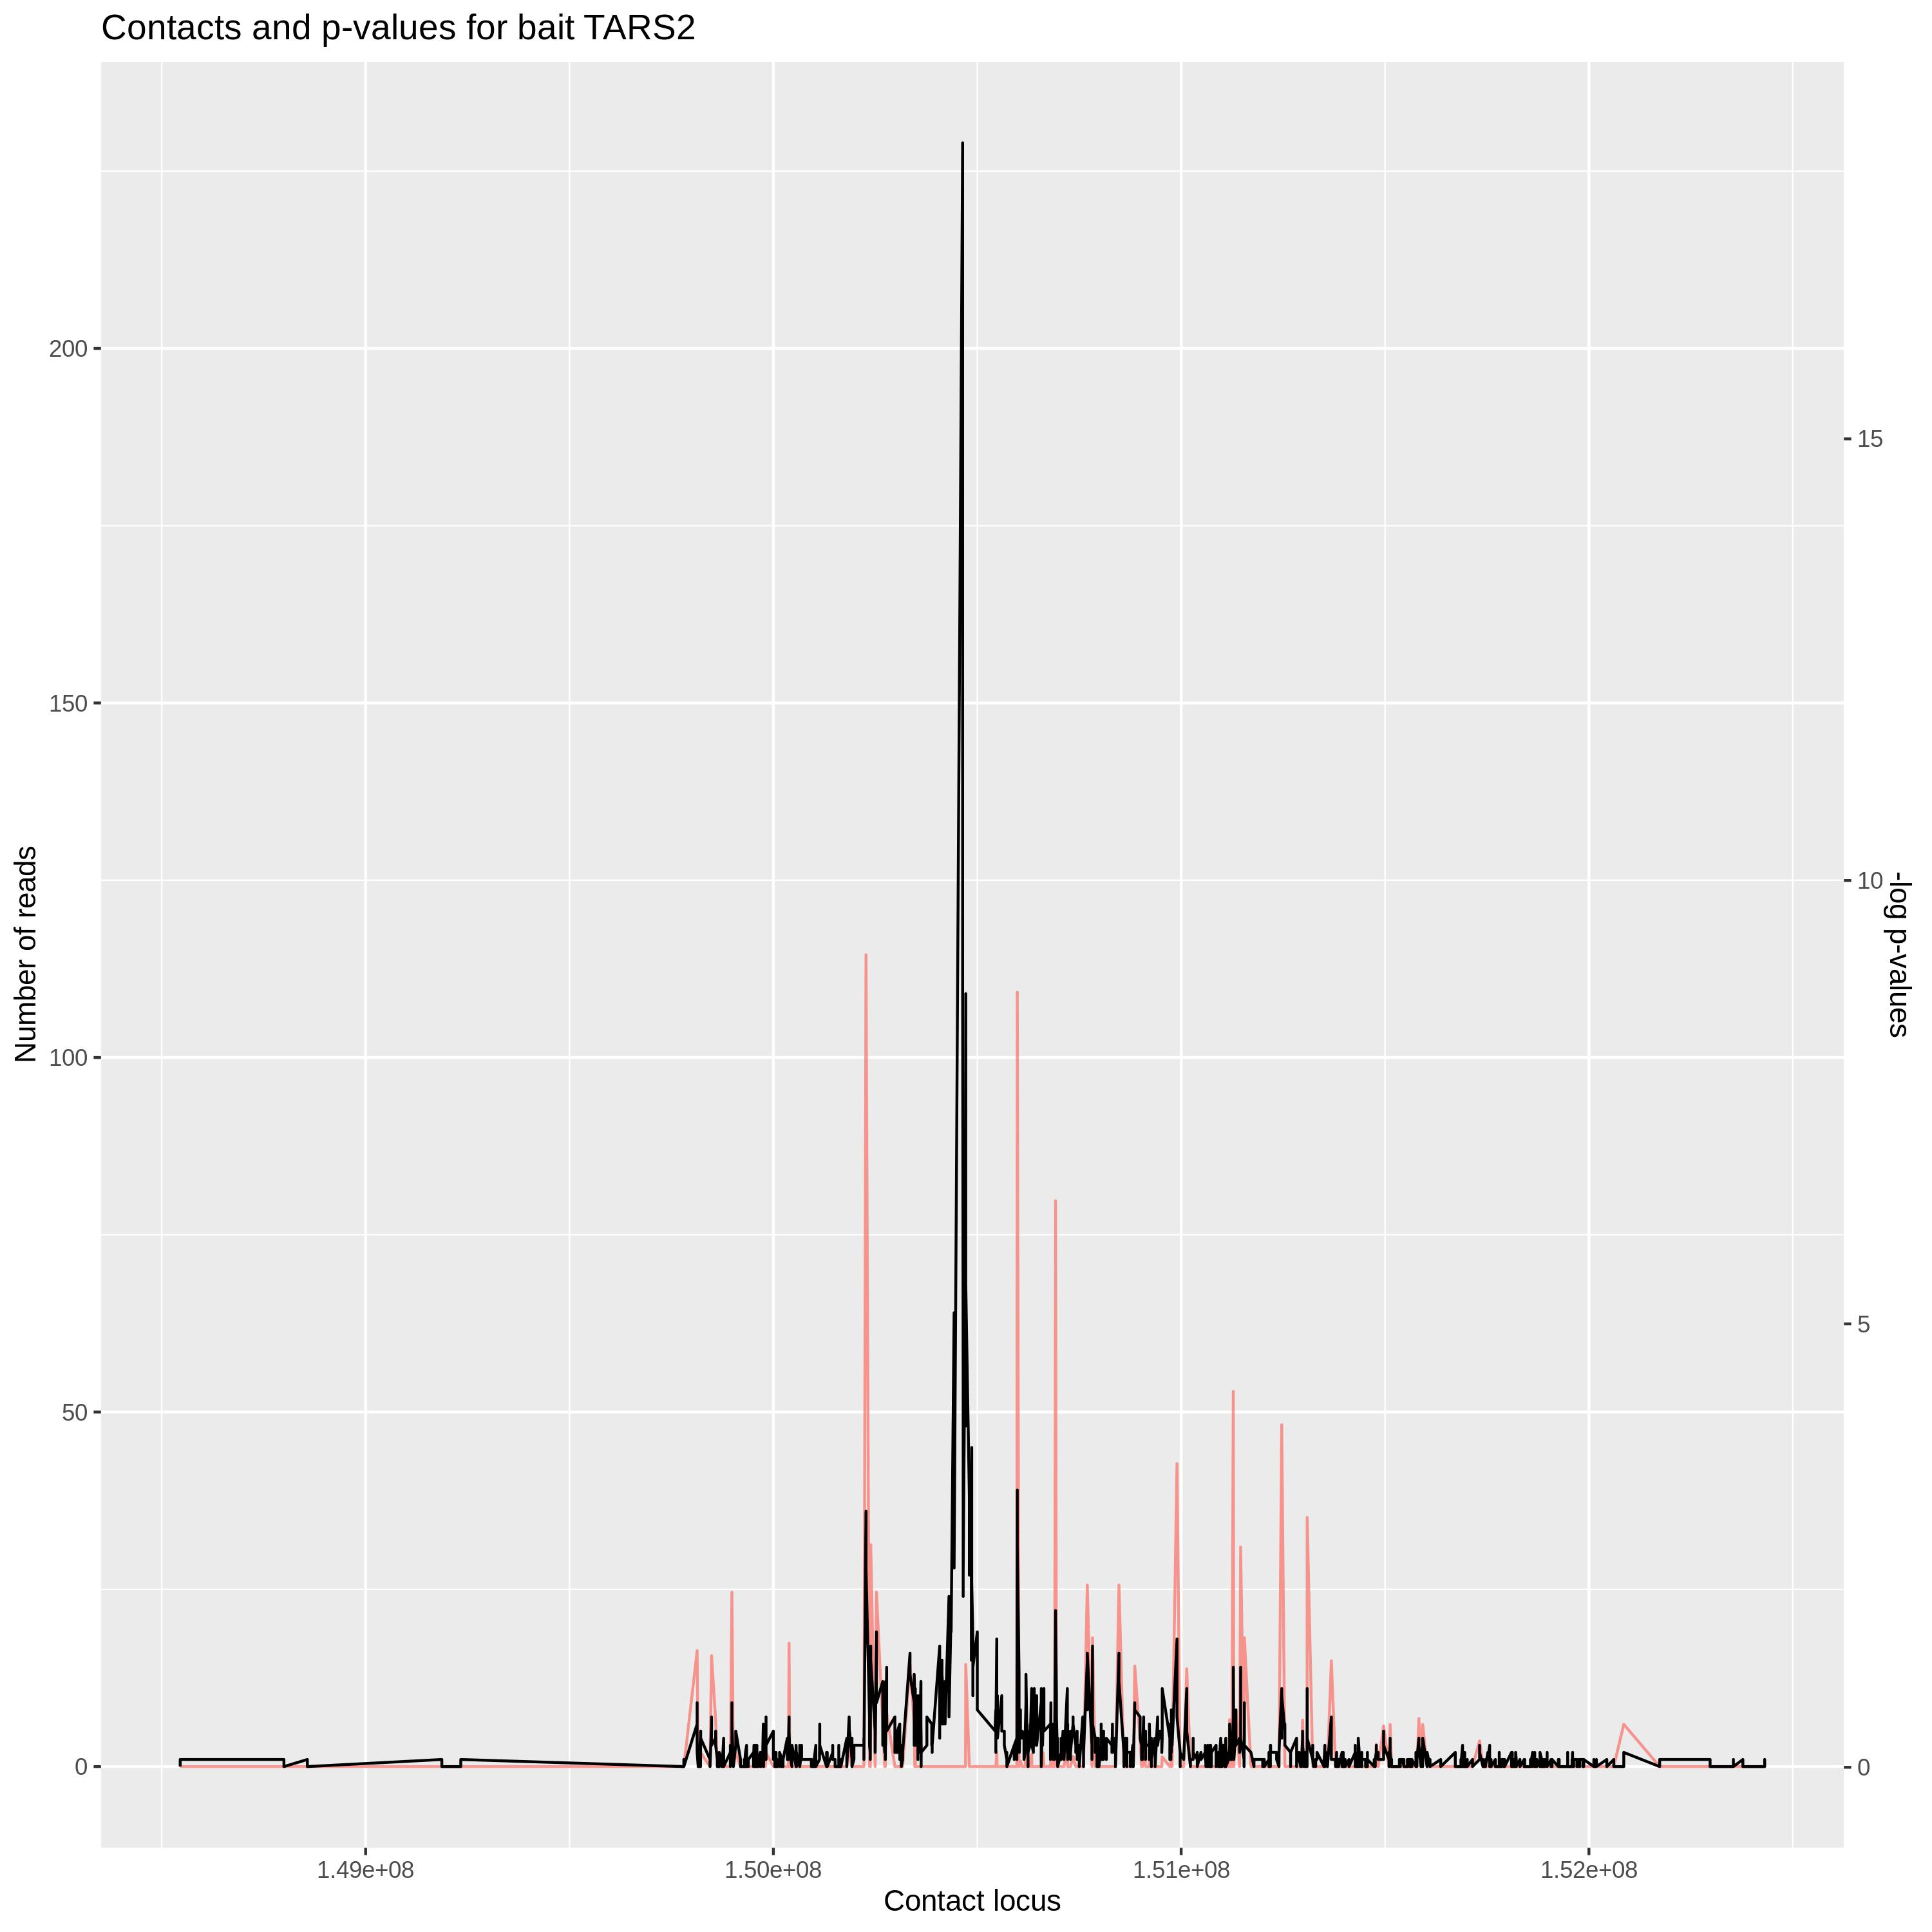 Contacts and p-values for bait TARS2
Number of reads
200
150
100
50
0
15
10
5
0
-log p-values
1.49e+08
1.50e+08
1.51e+08
1.52e+08
Contact locus